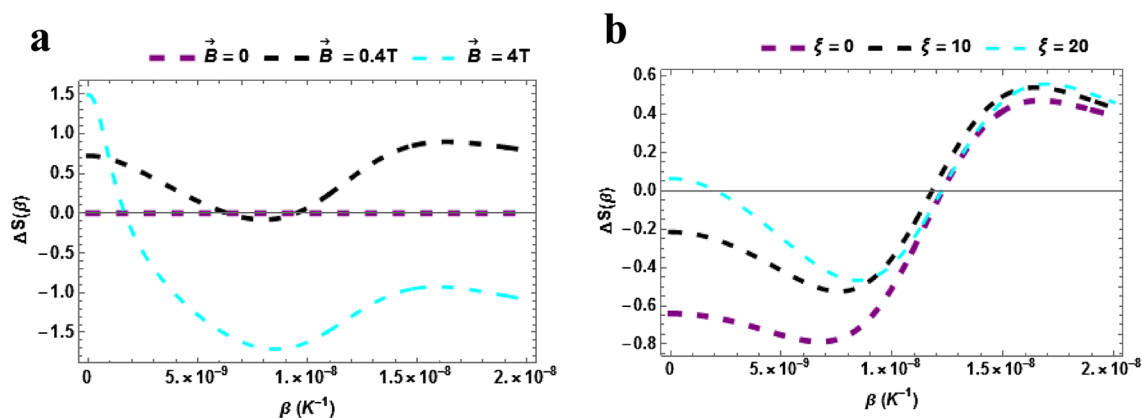 a
B⃗ = 0 B⃗ = 0.4T B⃗ = 4T
1.5
1.0
0.5
0.0
−0.5
−1.0
−1.5
ΔS(β)
0 5.×10⁻⁹ 1.×10⁻⁸ 1.5×10⁻⁸ 2.×10⁻⁸
β (K⁻¹)
b
ξ = 0 ξ = 10 ξ = 20
0.6
0.4
0.2
0.0
−0.2
−0.4
−0.6
−0.8
ΔS(β)
0 5.×10⁻⁹ 1.×10⁻⁸ 1.5×10⁻⁸ 2.×10⁻⁸
β (K⁻¹)